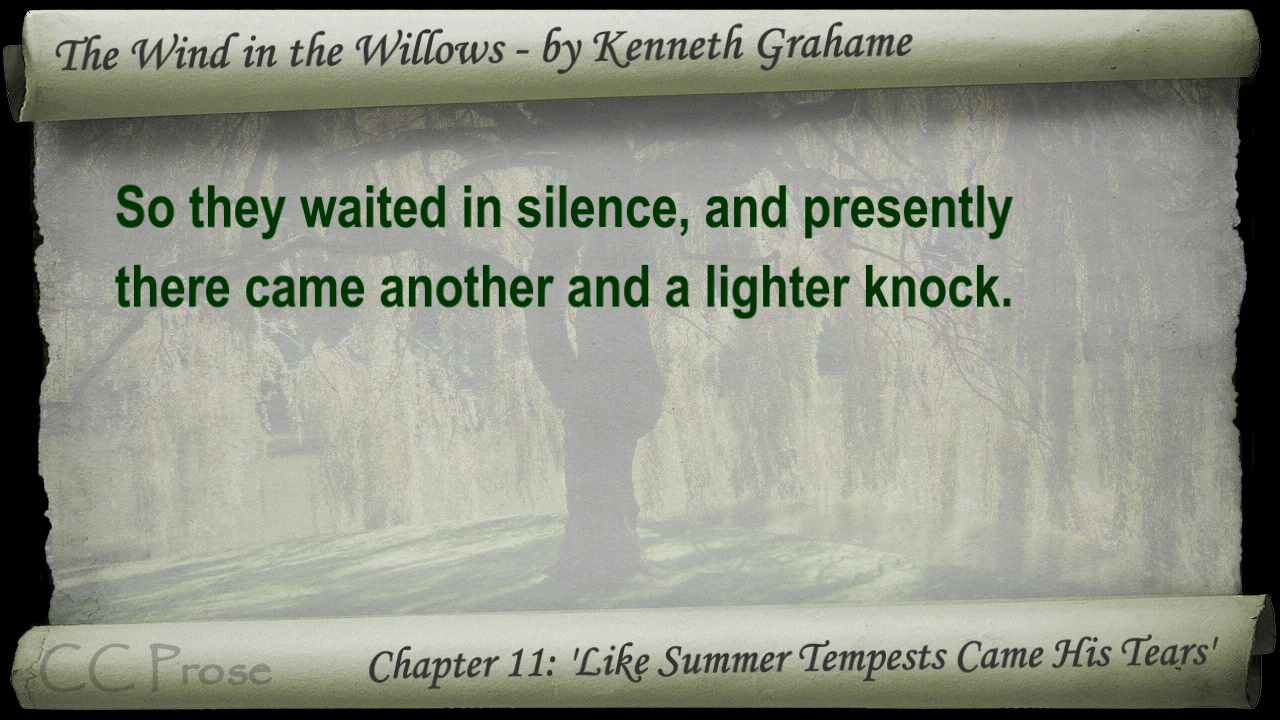 The Wind in the Willows - by Kenneth Grahame
So they waited in silence, and presently
there came another and a lighter knock.
CC Prose
Chapter 11: 'Like Summer Tempests Came His Tears'